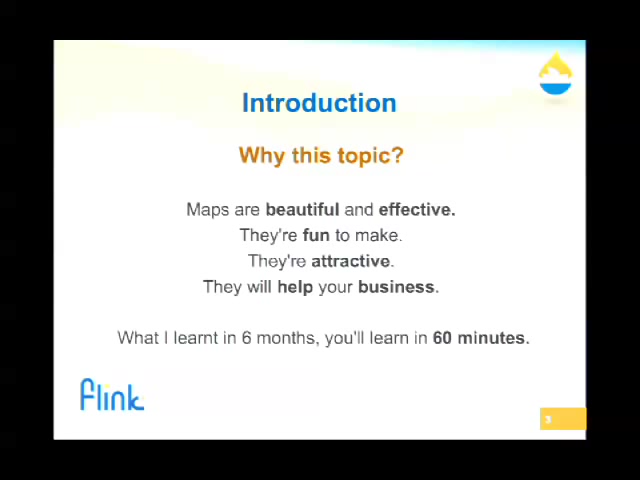 Introduction
Why this topic?
Maps are beautiful and effective.
They're fun to make.
They're attractive.
They will help your business.
What I learnt in 6 months, you'll learn in 60 minutes.
flink
3